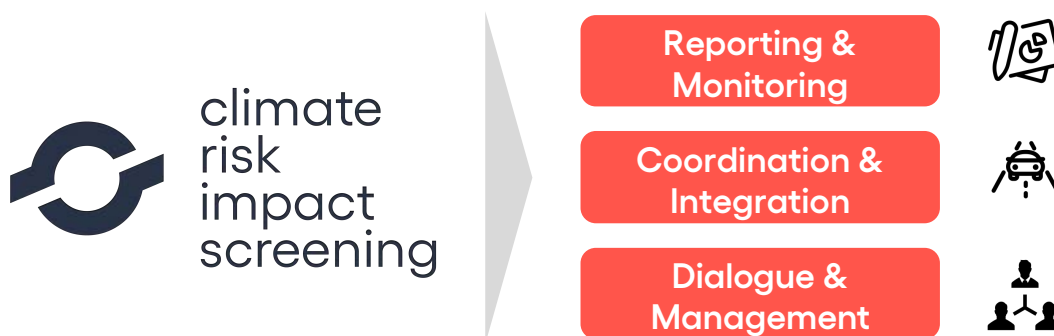 climate
risk
impact
screening
Reporting &
Monitoring
Coordination &
Integration
Dialogue &
Management